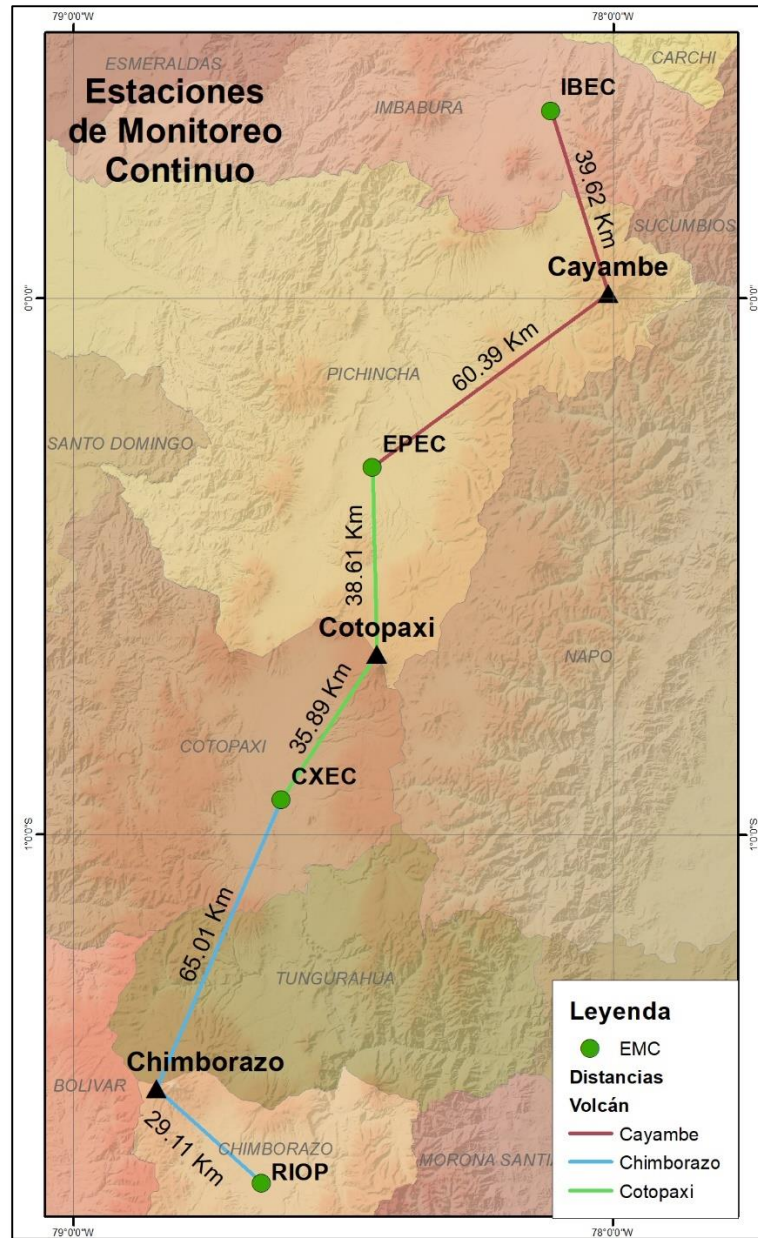 79°0'0"W
78°0'0"W
ESMERALDAS
CARCHI
Estaciones
de Monitoreo
Continuo
IMBABURA
IBEC
39.62 Km
SUCUMBIOS
Cayambe
0°0'0"
0°0'0"
60.39 Km
PICHINCHA
SANTO DOMINGO
EPEC
38.61 Km
Cotopaxi
NAPO
35.89 Km
COTOPAXI
CXEC
1°0'0"S
1°0'0"S
65.01 Km
TUNGURAHUA
Chimborazo
BOLIVAR
29.11 Km
CHIMBORAZO
RIOP
MORONA SANTI
Leyenda
EMC
Distancias
Volcán
Cayambe
Chimborazo
Cotopaxi
79°0'0"W
78°0'0"W